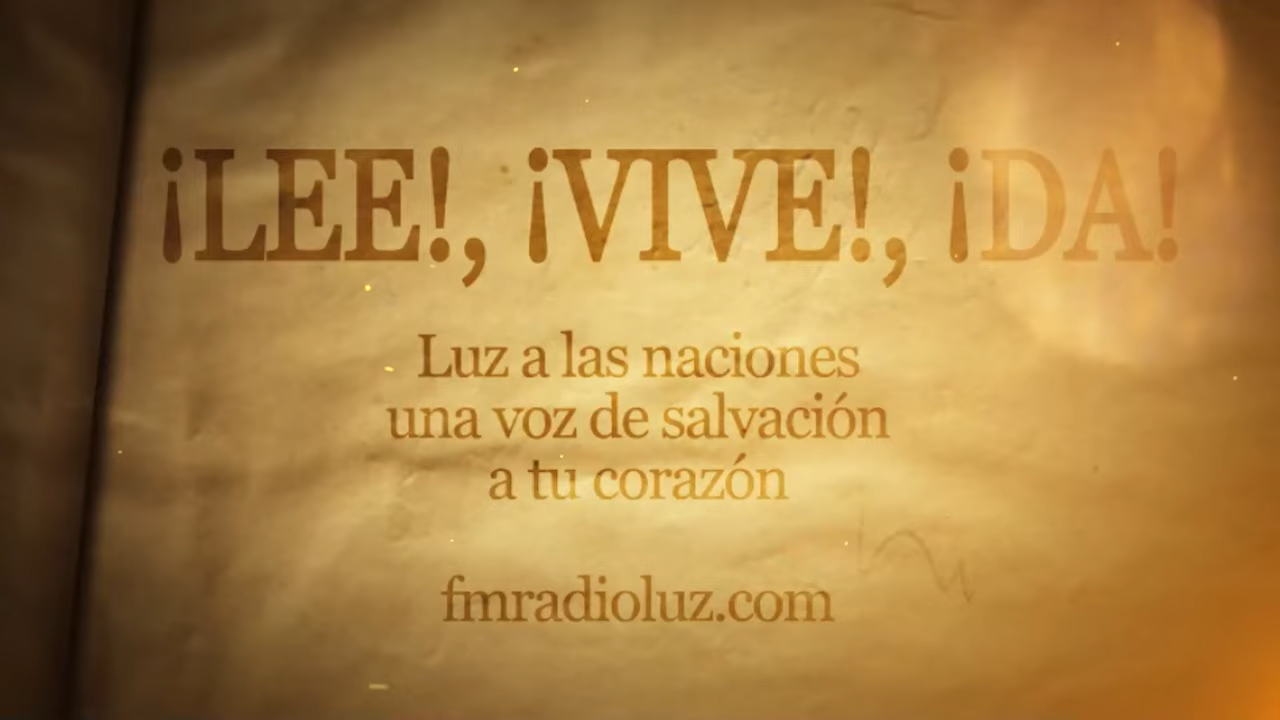 ¡LEE!, ¡VIVE!, ¡DA!
Luz a las naciones
una voz de salvación
a tu corazón
fmradioluz.com